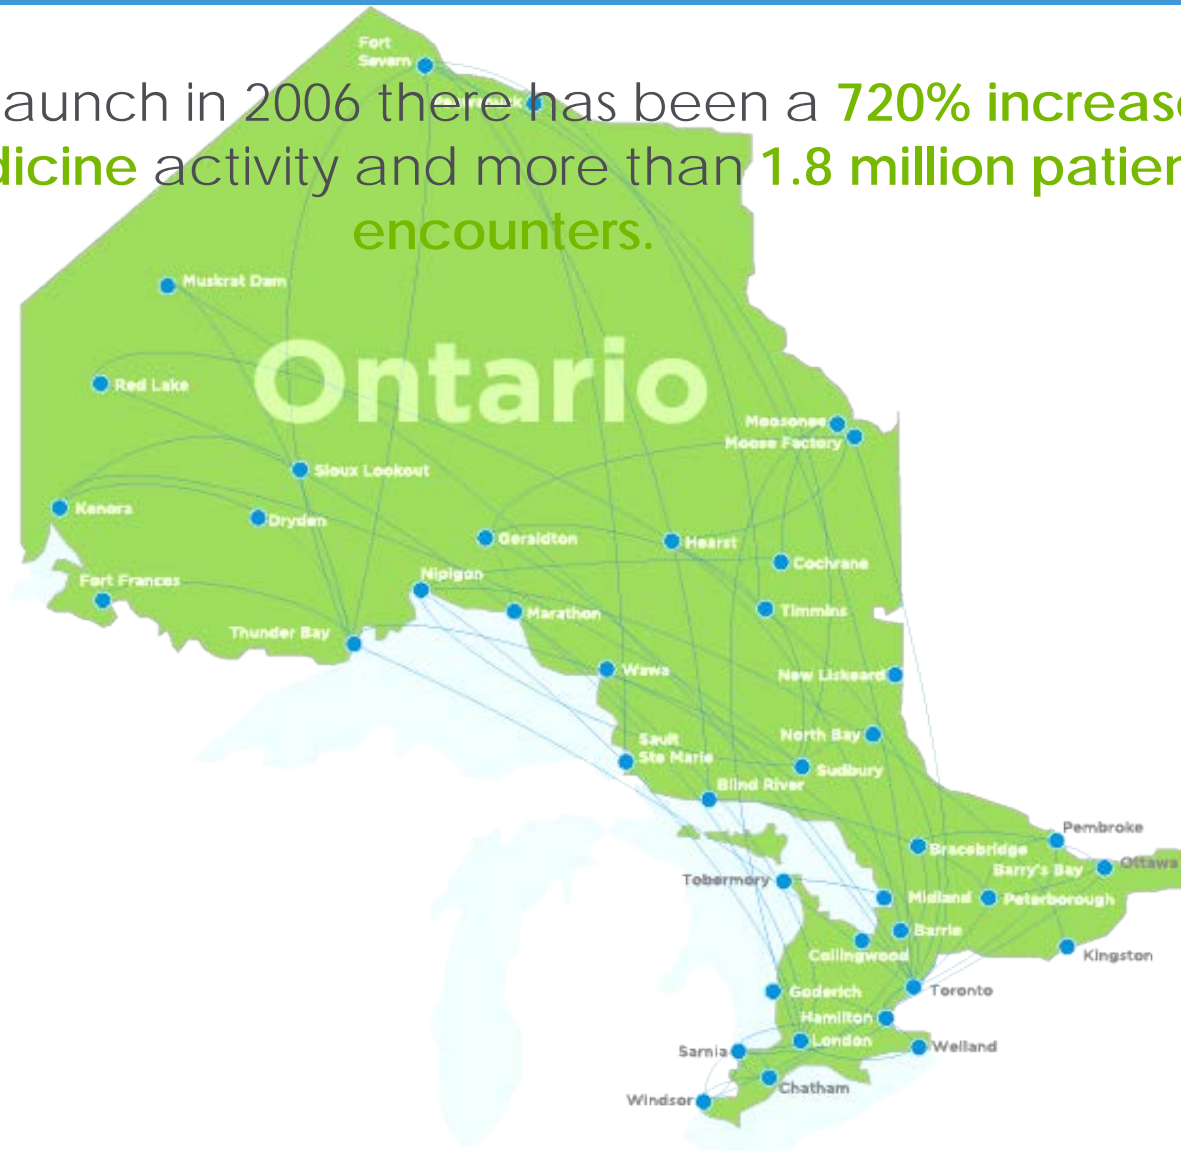 Fort
Severn
launch in 2006 there has been a 720% increase
dicine activity and more than 1.8 million patien
encounters.
Muskrat Dam
Ontario
Red Lake
Moosonee
Moose Factory
Sioux Lookout
Kenora
Dryden
Geraldton
Hearst
Cochrane
Nipigon
Fort Frances
Marathon
Timmins
Thunder Bay
Wawa
New Liskeard
North Bay
Sault
Ste Marie
Sudbury
Blind River
Pembroke
Bracebridge
Barry's Bay
Ottawa
Tobermory
Midland
Peterborough
Barrie
Collingwood
Kingston
Goderich
Toronto
Hamilton
London
Welland
Sarnia
Chatham
Windsor